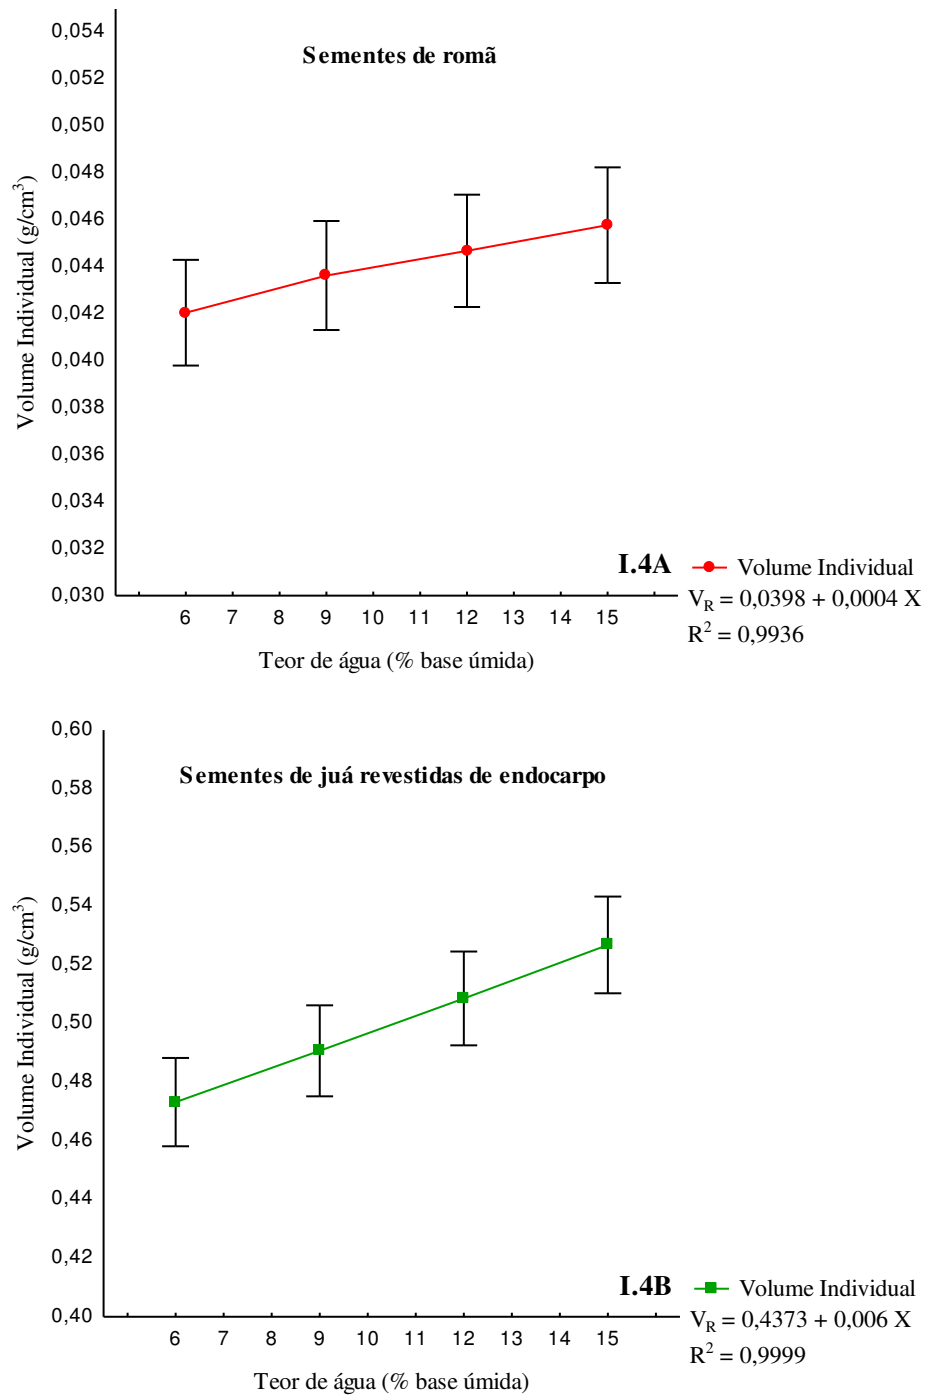 0,054
Sementes de romã
0,052
0,050
0,048
0,046
0,044
0,042
0,040
0,038
0,036
0,034
0,032
0,030
Volume Individual (g/cm³)
I.4A
Volume Individual
V_R = 0,0398 + 0,0004 X
R² = 0,9936
6 7 8 9 10 11 12 13 14 15
Teor de água (% base úmida)
0,60
Sementes de juá revestidas de endocarpo
0,58
0,56
0,54
0,52
0,50
0,48
0,46
0,44
0,42
0,40
Volume Individual (g/cm³)
I.4B
Volume Individual
V_R = 0,4373 + 0,006 X
R² = 0,9999
6 7 8 9 10 11 12 13 14 15
Teor de água (% base úmida)